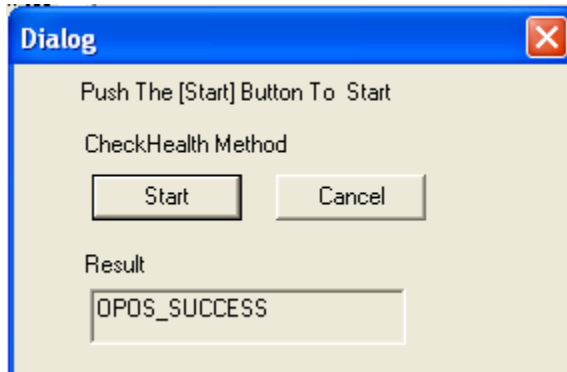 Dialog
Push The [Start] Button To Start
CheckHealth Method
Start Cancel
Result
OPOS_SUCCESS